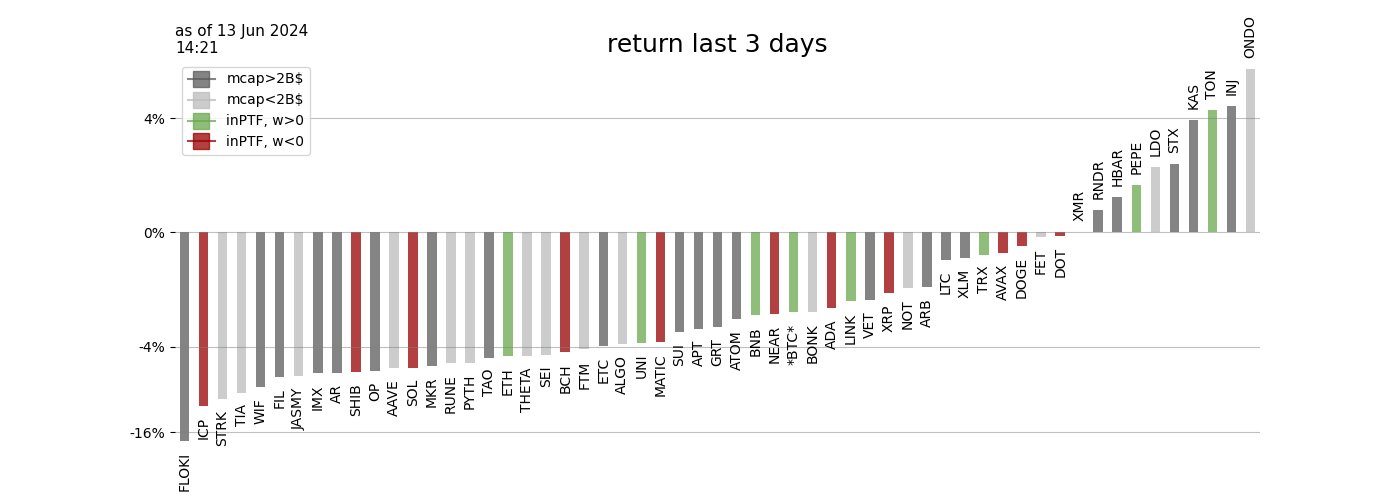 as of 13 Jun 2024
14:21
return last 3 days
mcap>2B$
mcap<2B$
inPTF, w>0
inPTF, w<0
4%
0%
-4%
-16%
FLOKI
ICP
STRK
TIA
WIF
FIL
JASMY
IMX
AR
SHIB
OP
AAVE
SOL
MKR
RUNE
PYTH
TAO
ETH
THETA
SEI
BCH
FTM
ETC
ALGO
UNI
MATIC
SUI
APT
GRT
ATOM
BNB
NEAR
*BTC*
BONK
ADA
LINK
VET
XRP
NOT
ARB
LTC
XLM
TRX
AVAX
DOGE
FET
DOT
XMR
RNDR
HBAR
PEPE
LDO
STX
KAS
TON
INJ
ONDO